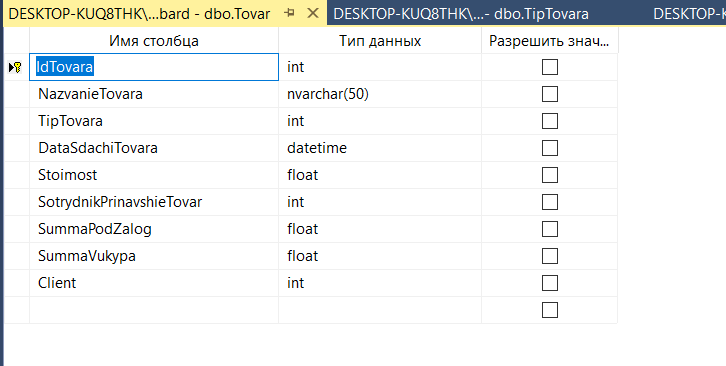 DESKTOP-KUQ8THK\...bard - dbo.Tovar DESKTOP-KUQ8THK\...- dbo.TipTovara DESKTOP-K
Имя столбца Тип данных Разрешить знач...
IdTovara int
NazvanieTovara nvarchar(50)
TipTovara int
DataSdachiTovara datetime
Stoimost float
SotrydnikPrinavshieTovar int
SummaPodZalog float
SummaVukypa float
Client int